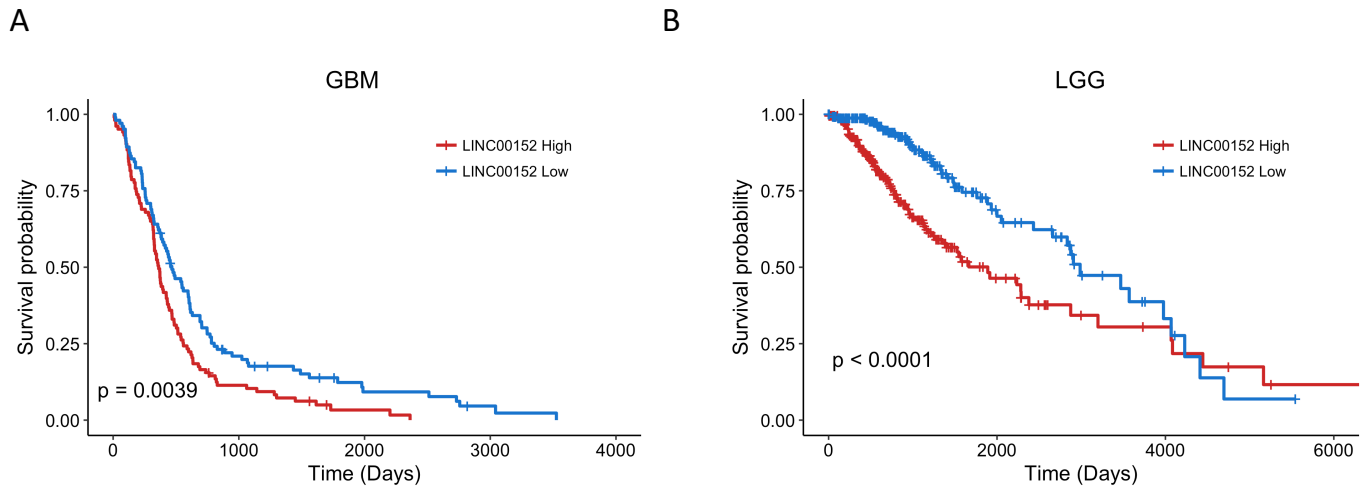 A
GBM
Survival probability
1.00
0.75
0.50
0.25
0.00
LINC00152 High
LINC00152 Low
p = 0.0039
0 1000 2000 3000 4000
Time (Days)
B
LGG
Survival probability
1.00
0.75
0.50
0.25
0.00
LINC00152 High
LINC00152 Low
p < 0.0001
0 2000 4000 6000
Time (Days)